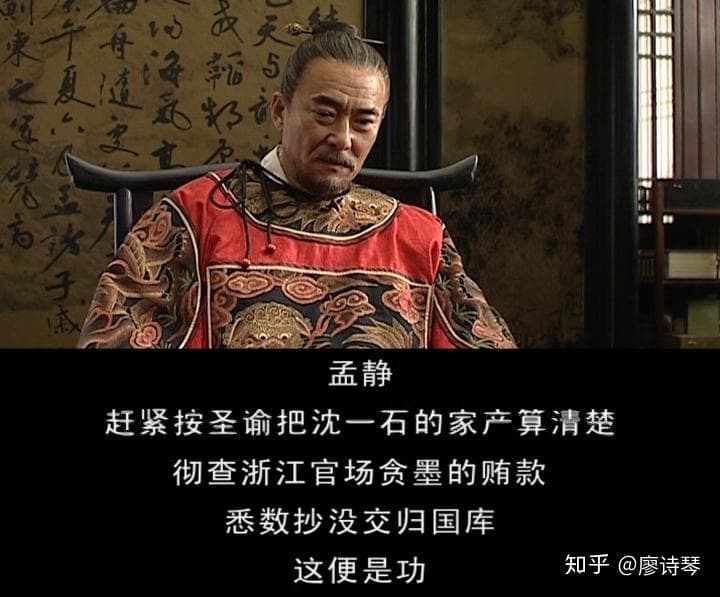 孟静
赶紧按圣谕把沈一石的家产算清楚
彻查浙江官场贪墨的贿款
悉数抄没交归国库
这便是功
知乎 @廖诗琴